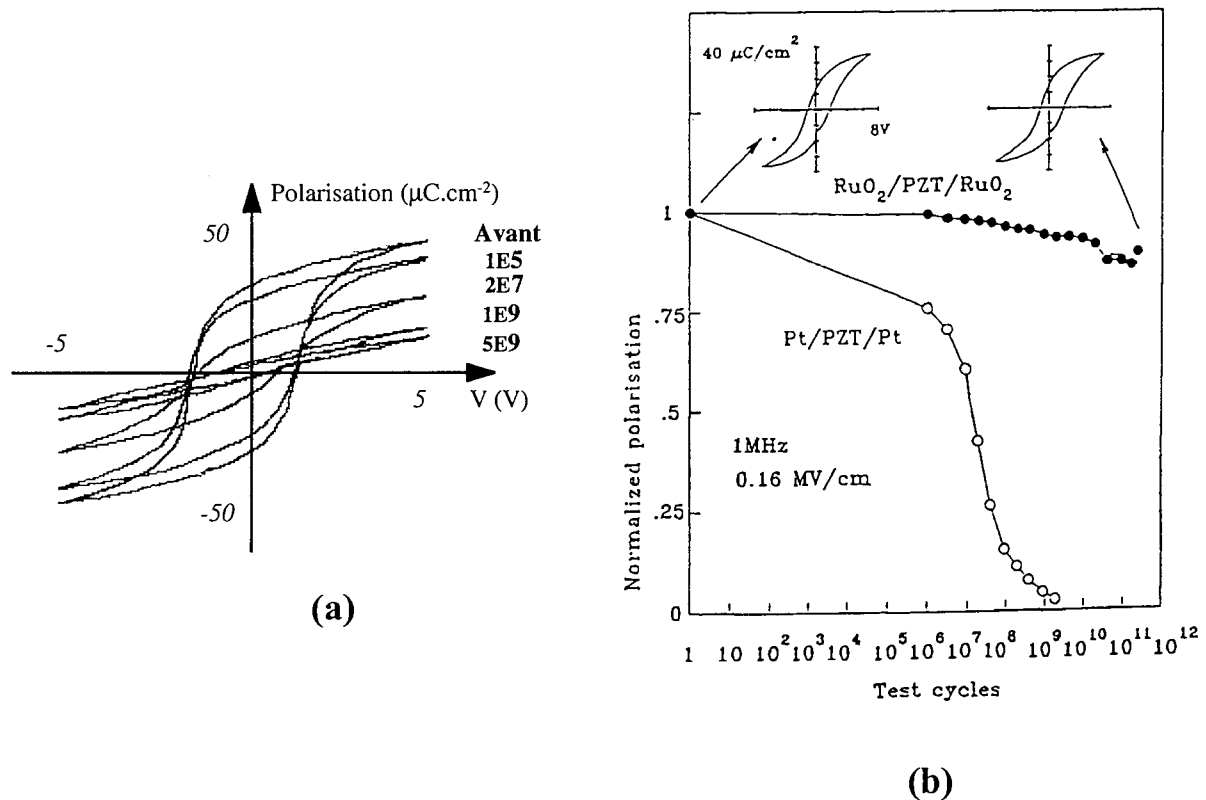 Polarisation (μC.cm-2)
50
Avant
1E5
2E7
1E9
5E9
-5
5
V (V)
-50
(a)
40 μC/cm2
8V
RuO2/PZT/RuO2
1
.75
Pt/PZT/Pt
.5
1MHz
0.16 MV/cm
.25
0
Normalized polarisation
1 10 10^2 10^3 10^4 10^5 10^6 10^7 10^8 10^9 10^10 10^11 10^12
Test cycles
(b)